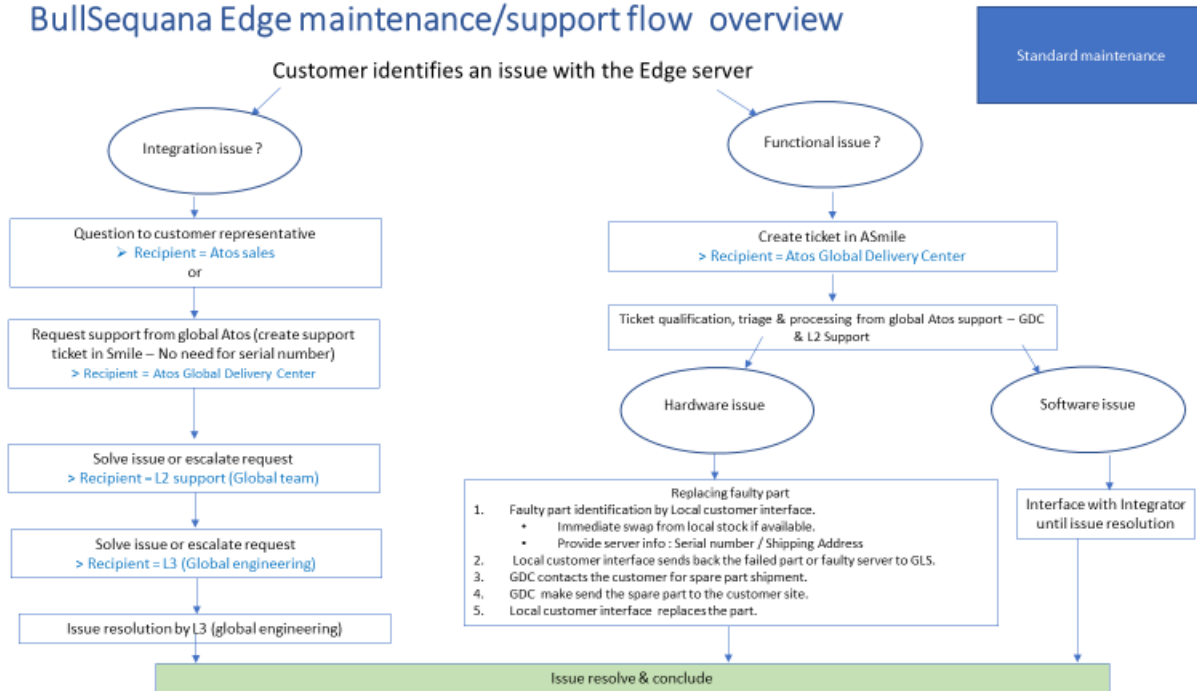 BullSequana Edge maintenance/support flow overview
Standard maintenance
Customer identifies an issue with the Edge server
Integration issue ?
Functional issue ?
Question to customer representative
➢ Recipient = Atos sales
or
Request support from global Atos (create support
ticket in Smile – No need for serial number)
> Recipient = Atos Global Delivery Center
Solve issue or escalate request
> Recipient = L2 support (Global team)
Solve issue or escalate request
> Recipient = L3 (Global engineering)
Issue resolution by L3 (global engineering)
Create ticket in ASmile
> Recipient = Atos Global Delivery Center
Ticket qualification, triage & processing from global Atos support – GDC
& L2 Support
Hardware issue
Software issue
Replacing faulty part
1. Faulty part identification by Local customer interface.
• Immediate swap from local stock if available.
• Provide server info : Serial number / Shipping Address
2. Local customer interface sends back the failed part or faulty server to GLS.
3. GDC contacts the customer for spare part shipment.
4. GDC make send the spare part to the customer site.
5. Local customer interface replaces the part.
Interface with Integrator
until issue resolution
Issue resolve & conclude